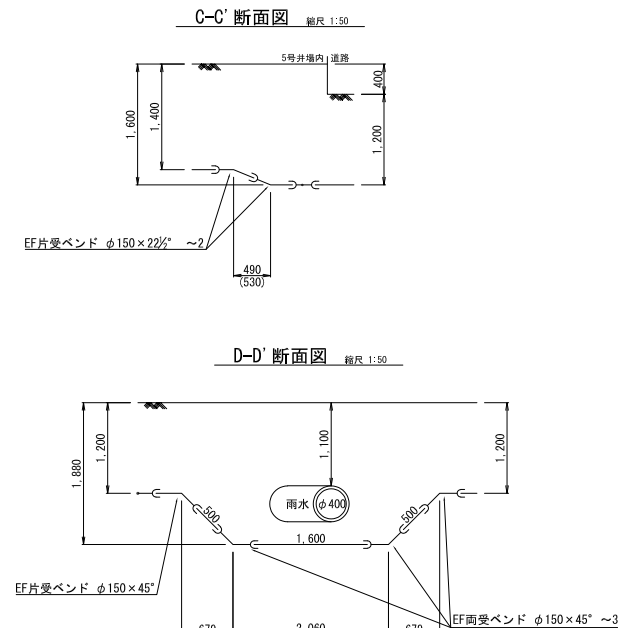 C-C' 断面図 縮尺 1:50
5号井場内 道路
400
1,600
1,400
1,200
EF片受ベンド φ150×22½° ～2
490
(530)
D-D' 断面図 縮尺 1:50
1,200
1,100
1,200
1,880
雨水 φ400
500
500
1,600
EF片受ベンド φ150×45°
EF両受ベンド φ150×45° ～3
670
2,060
670